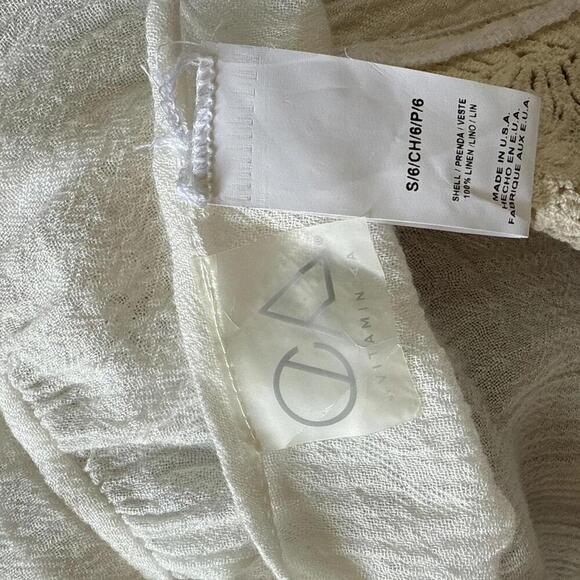 S/6/CH/6/P/6
SHELL / PRENDA / VESTE
100% LINEN / LINO / LIN
MADE IN U.S.A.
HECHO EN E.U.A.
FABRIQUE AUX E.U.A
®
VITAMIN A